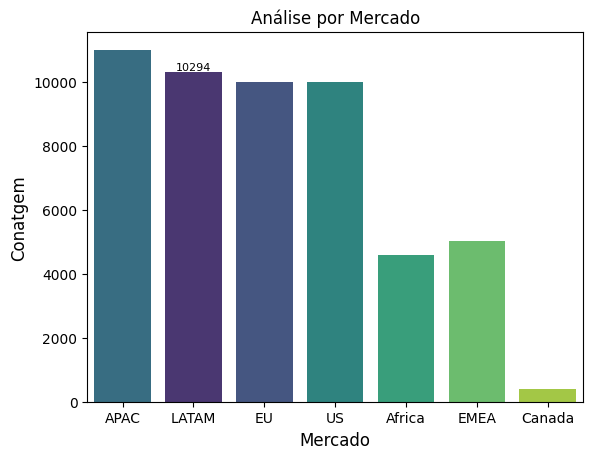 Análise por Mercado
10294
10000
8000
6000
4000
2000
0
Conatgem
APAC LATAM EU US Africa EMEA Canada
Mercado